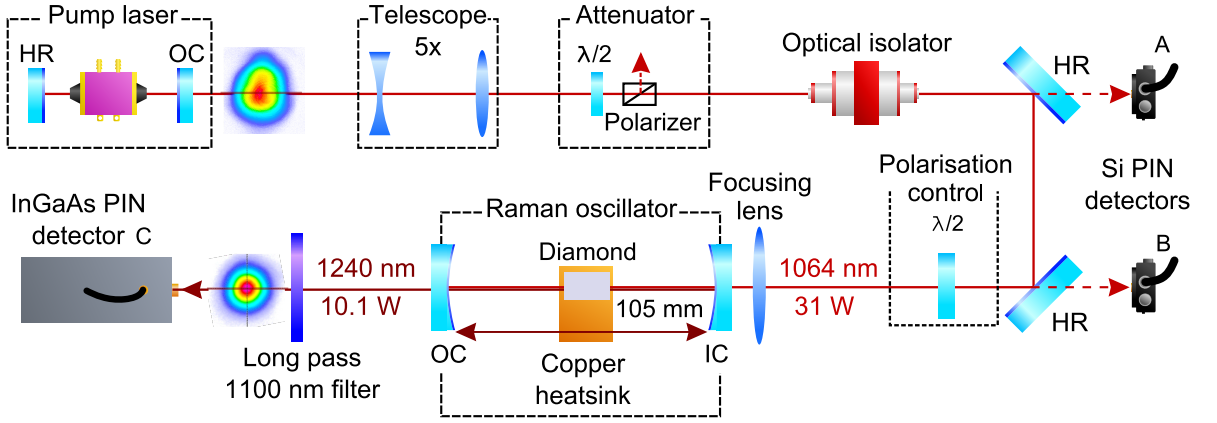 Pump laser
HR
OC
Telescope
5x
Attenuator
λ/2
Polarizer
Optical isolator
HR
A
Si PIN
detectors
B
HR
Polarisation
control
λ/2
1064 nm
31 W
Focusing
lens
Raman oscillator
Diamond
105 mm
OC
IC
Copper
heatsink
1240 nm
10.1 W
Long pass
1100 nm filter
InGaAs PIN
detector C